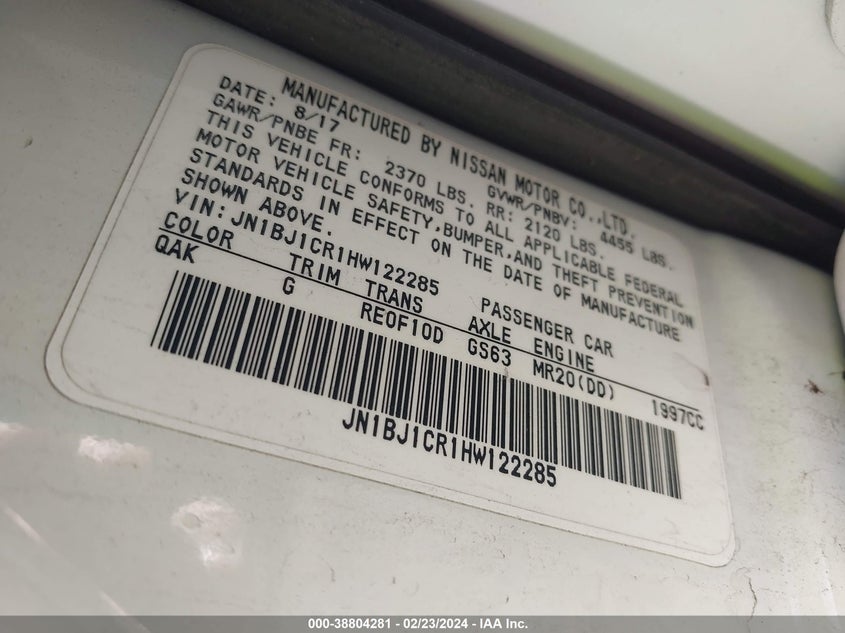 MANUFACTURED BY NISSAN MOTOR CO.,LTD.
DATE: 8/17 GVWR/PNBV: 4455 LBS.
GAWR/PNBE FR: 2370 LBS. RR: 2120 LBS.
THIS VEHICLE CONFORMS TO ALL APPLICABLE FEDERAL
MOTOR VEHICLE SAFETY,BUMPER,AND THEFT PREVENTION
STANDARDS IN EFFECT ON THE DATE OF MANUFACTURE
SHOWN ABOVE.
VIN: JN1BJ1CR1HW122285 PASSENGER CAR
COLOR TRIM TRANS AXLE ENGINE
QAK G RE0F10D GS63 MR20(DD) 1997CC
JN1BJ1CR1HW122285
000-38804281 - 02/23/2024 - IAA Inc.